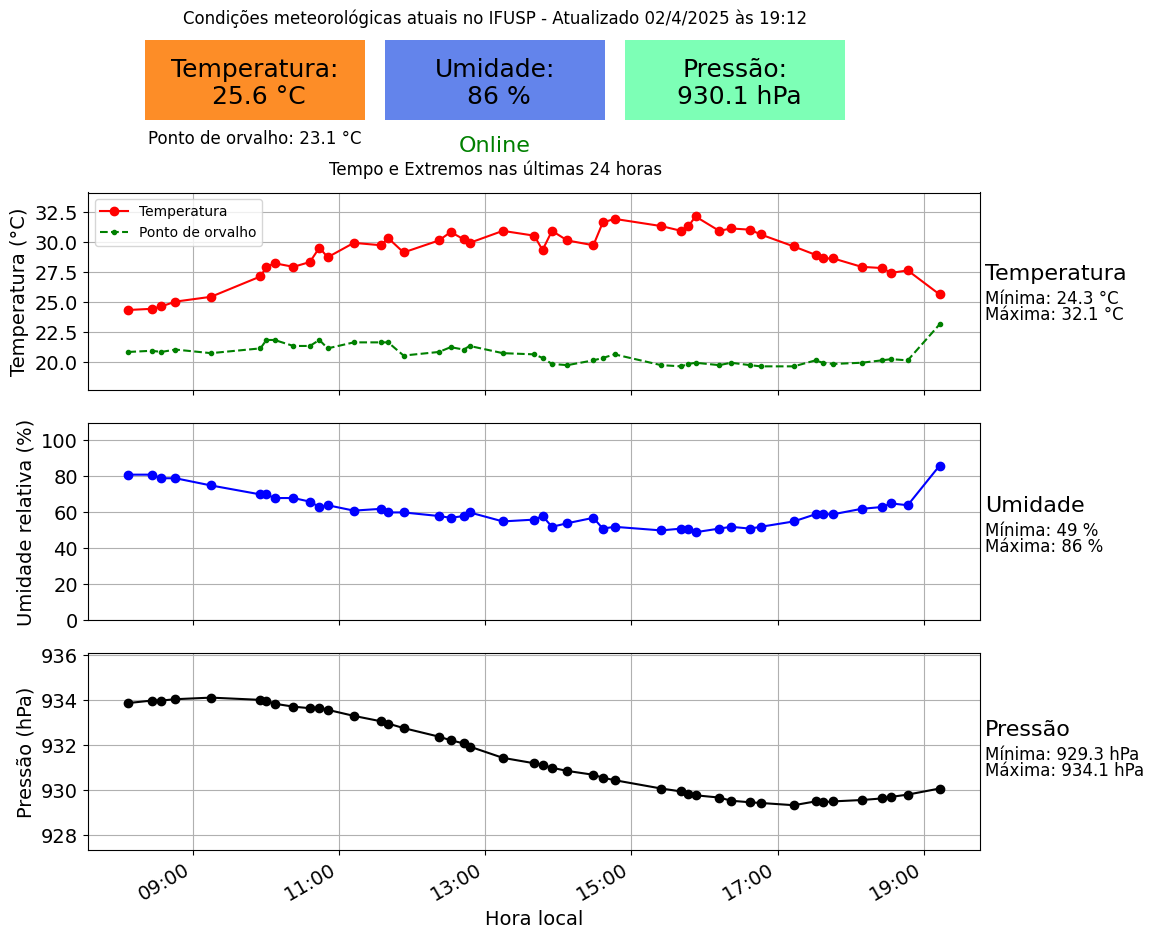 Condições meteorológicas atuais no IFUSP - Atualizado 02/4/2025 às 19:12
Temperatura:
25.6 °C
Umidade:
86 %
Pressão:
930.1 hPa
Ponto de orvalho: 23.1 °C
Online
Tempo e Extremos nas últimas 24 horas
Temperatura (°C)
32.5
30.0
27.5
25.0
22.5
20.0
Temperatura
Ponto de orvalho
Temperatura
Mínima: 24.3 °C
Máxima: 32.1 °C
Umidade relativa (%)
100
80
60
40
20
0
Umidade
Mínima: 49 %
Máxima: 86 %
Pressão (hPa)
936
934
932
930
928
Pressão
Mínima: 929.3 hPa
Máxima: 934.1 hPa
09:00
11:00
13:00
15:00
17:00
19:00
Hora local